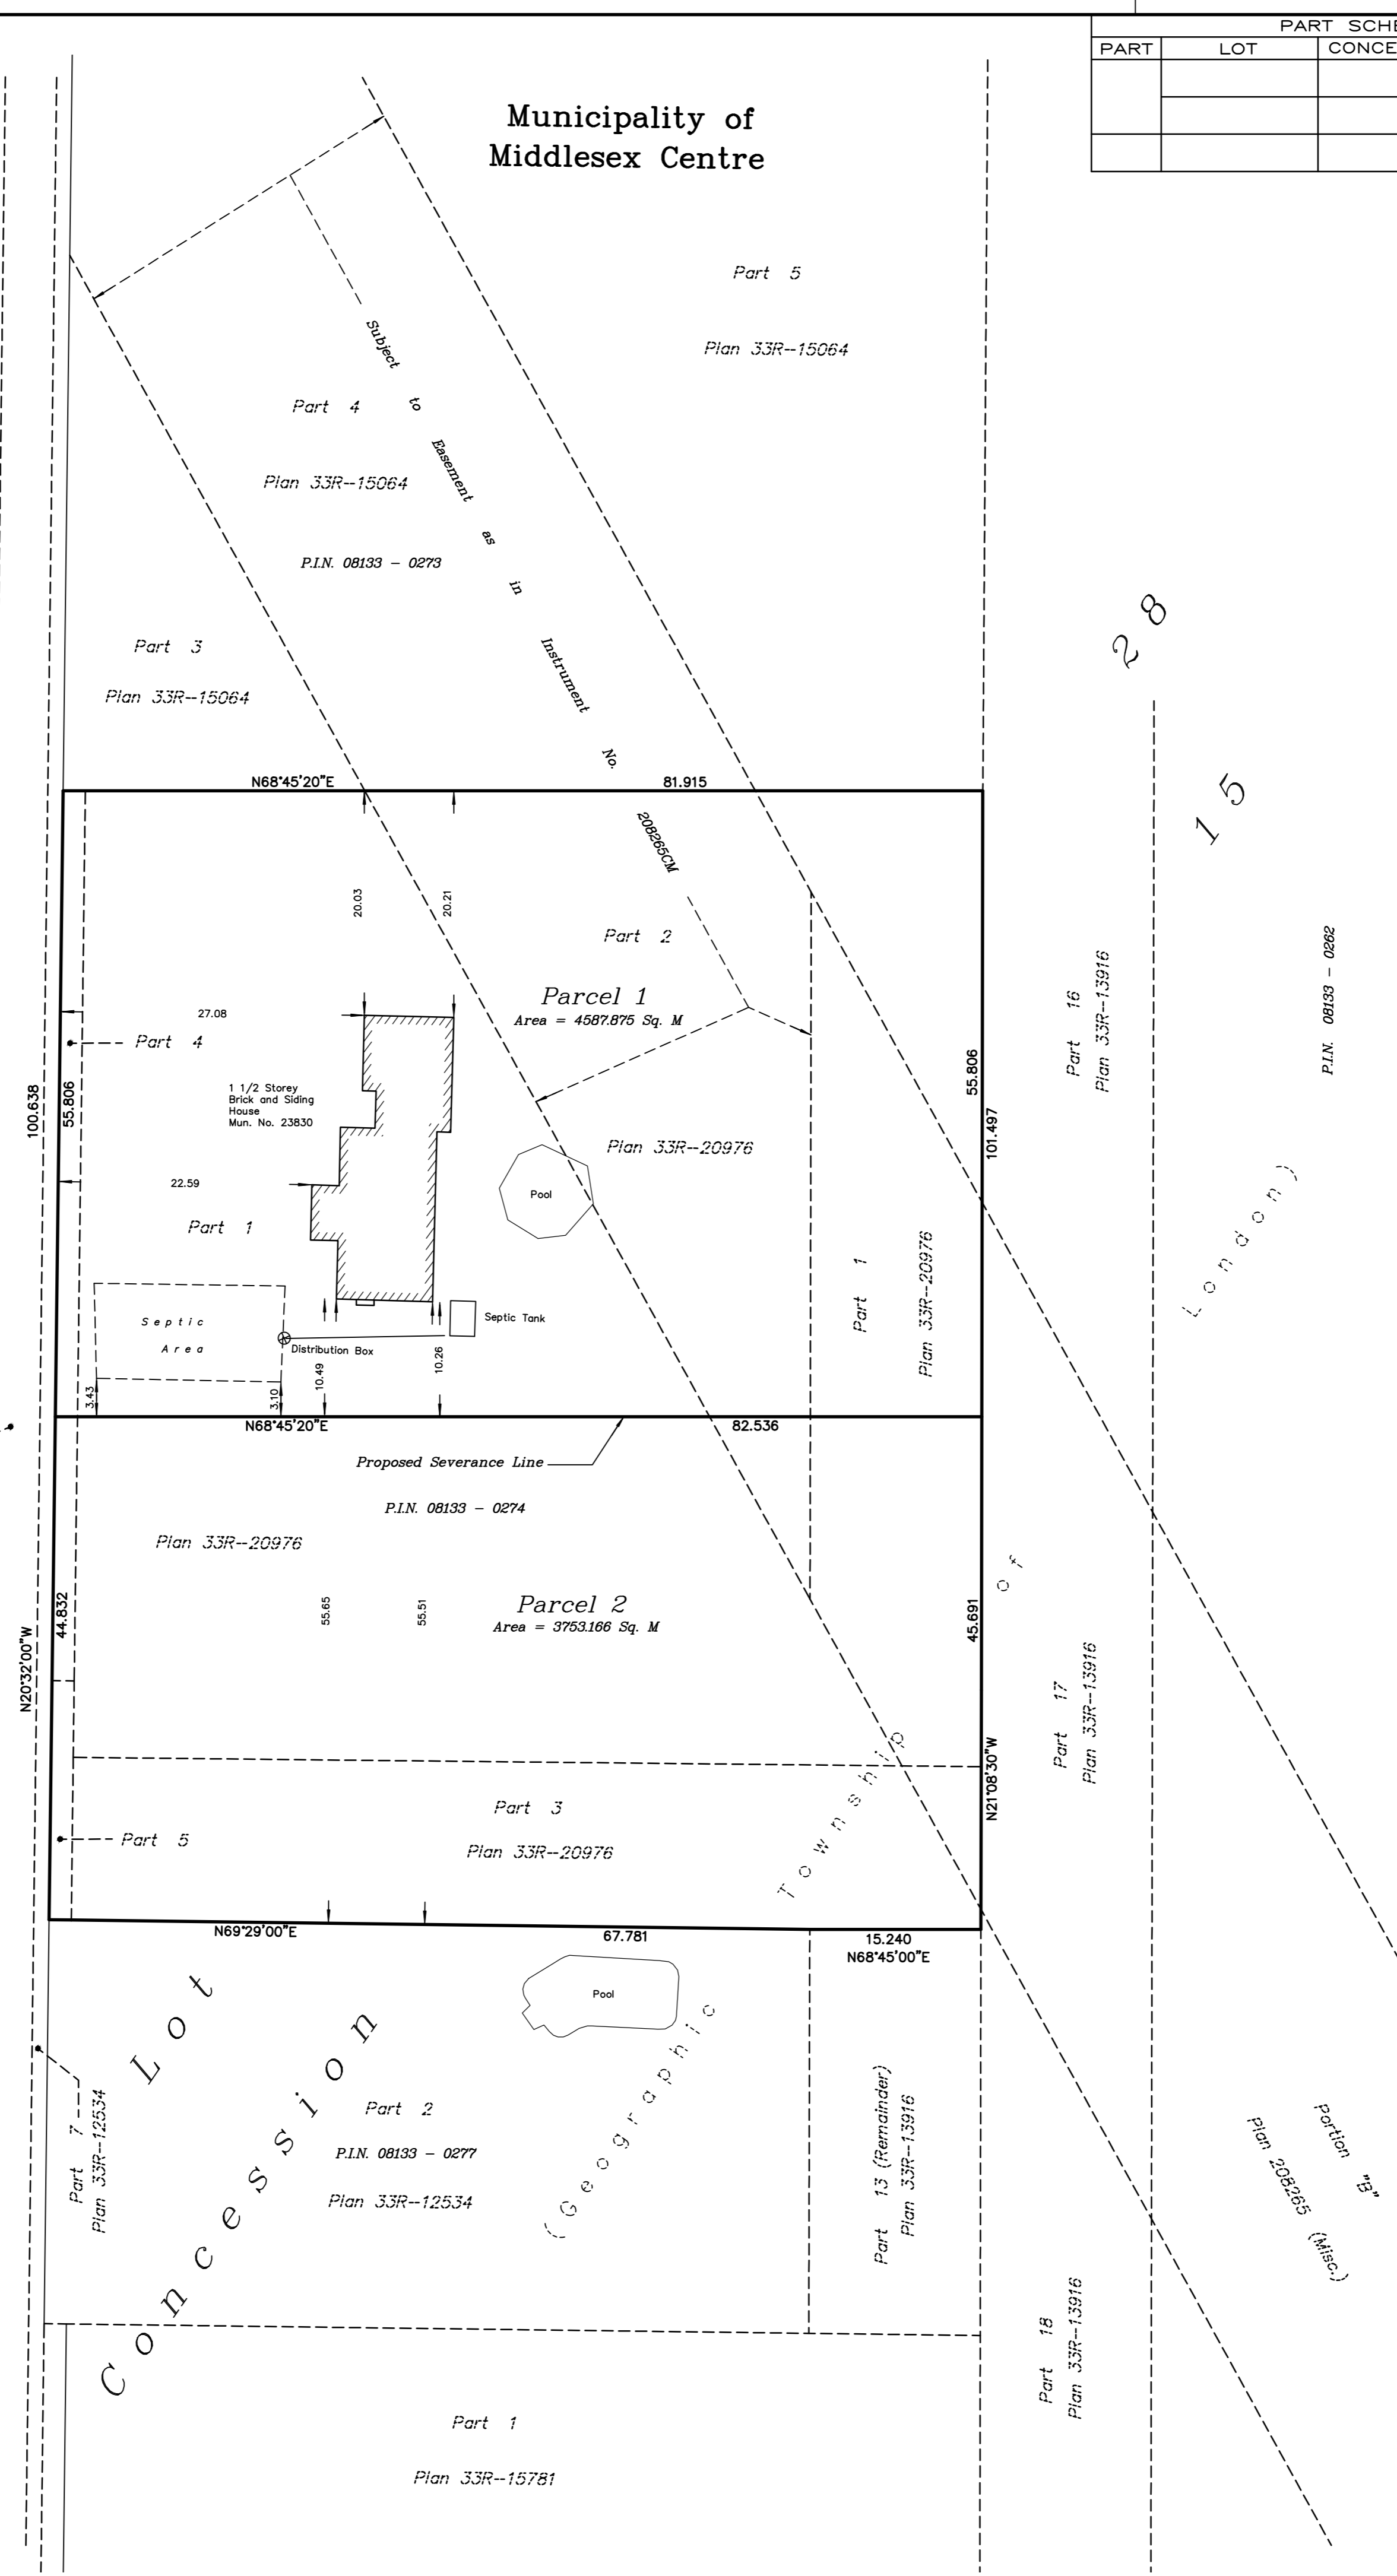 PART SCHE
PART LOT CONCE
Municipality of
Middlesex Centre
Part 5
Plan 33R--15064
Subject to Easement as in Instrument No. 208265CM
Part 4
Plan 33R--15064
P.I.N. 08133 - 0273
Part 3
Plan 33R--15064
28
15
N68°45'20"E
81.915
20.03
20.21
Part 2
Parcel 1
Area = 4587.875 Sq. M
27.08
Part 4
1 1/2 Storey
Brick and Siding
House
Mun. No. 23830
100.638
55.806
55.806
101.497
Part 16
Plan 33R--13916
P.I.N. 08133 - 0262
Plan 33R--20976
Pool
22.59
Part 1
Part 1
Plan 33R--20976
Septic
Area
Septic Tank
Distribution Box
3.43
3.10
10.49
10.26
N68°45'20"E
82.536
Proposed Severance Line
P.I.N. 08133 - 0274
Plan 33R--20976
Parcel 2
Area = 3753.166 Sq. M
55.65
55.51
44.832
45.691
N20°32'00"W
N21°08'30"W
Part 17
Plan 33R--13916
Part 3
Plan 33R--20976
Part 5
N69°29'00"E
67.781
15.240
N68°45'00"E
Pool
Lot
Concession
(Geographic Township of London)
Part 7
Plan 33R--12534
Part 2
P.I.N. 08133 - 0277
Plan 33R--12534
Part 13 (Remainder)
Plan 33R--13916
Portion "B"
Plan 208265 (Misc.)
Part 18
Plan 33R--13916
Part 1
Plan 33R--15781